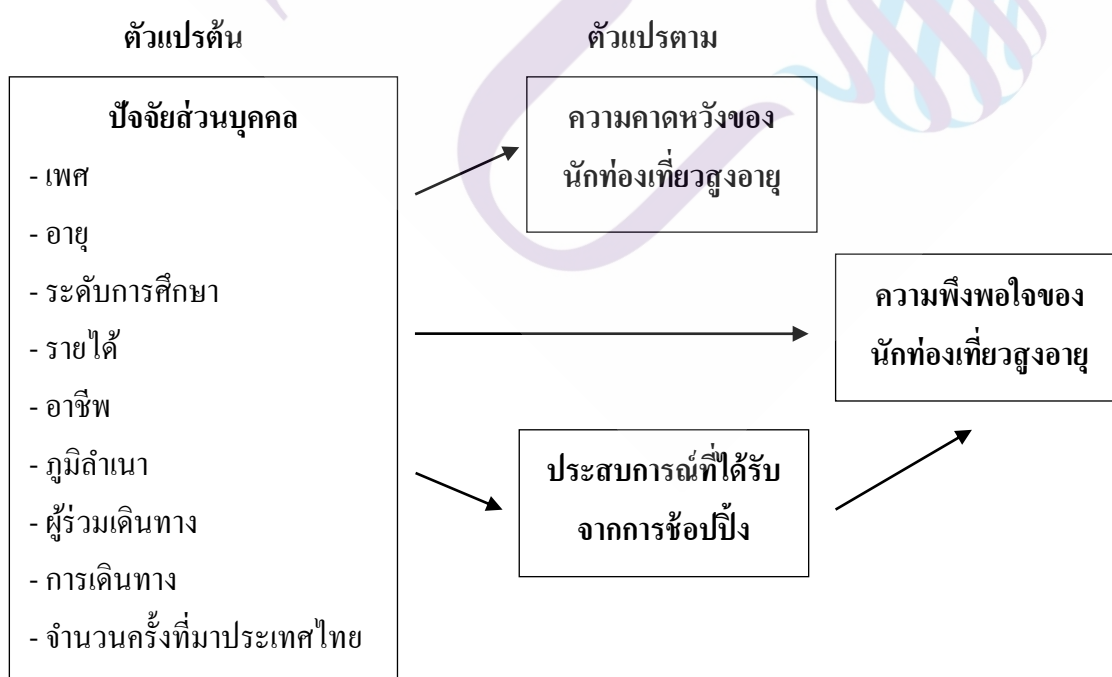 ตัวแปรต้น
ตัวแปรตาม
ปัจจัยส่วนบุคคล
- เพศ
- อายุ
- ระดับการศึกษา
- รายได้
- อาชีพ
- ภูมิลำเนา
- ผู้ร่วมเดินทาง
- การเดินทาง
- จำนวนครั้งที่มาประเทศไทย
ความคาดหวังของ
นักท่องเที่ยวสูงอายุ
ความพึงพอใจของ
นักท่องเที่ยวสูงอายุ
ประสบการณ์ที่ได้รับ
จากการช้อปปิ้ง